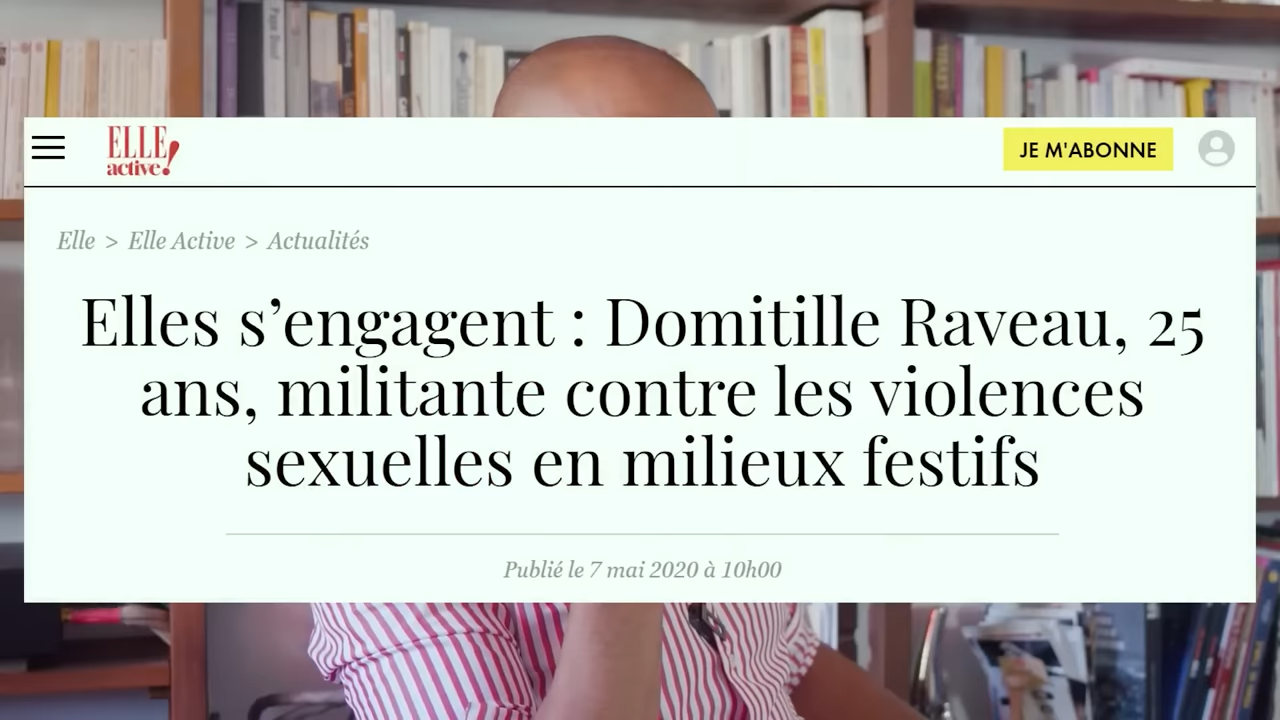 ELLE
active!
JE M'ABONNE
Elle > Elle Active > Actualités
Elles s’engagent : Domitille Raveau, 25
ans, militante contre les violences
sexuelles en milieux festifs
Publié le 7 mai 2020 à 10h00